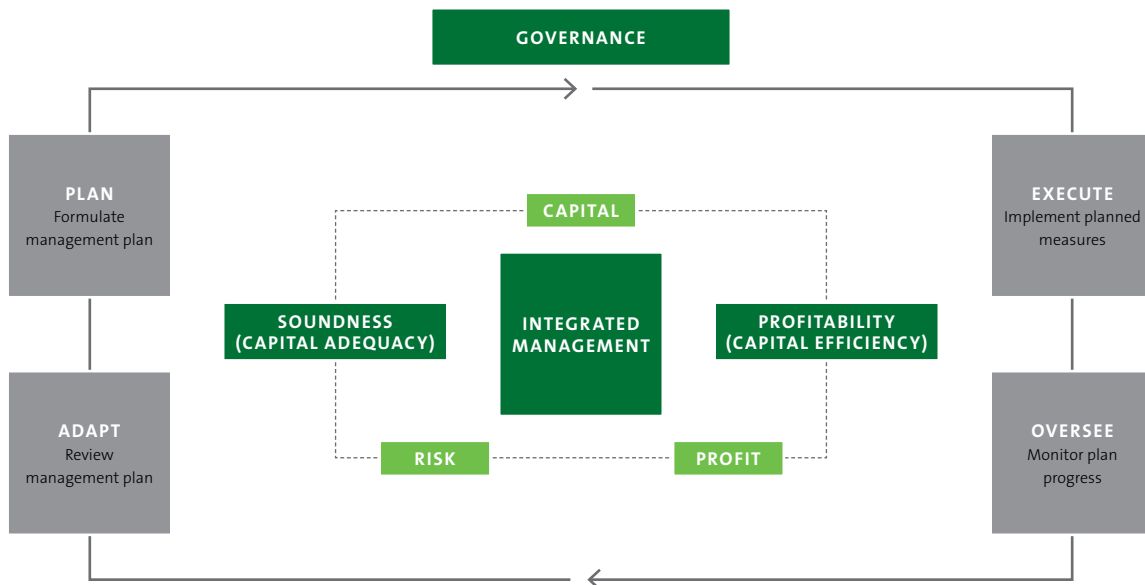 GOVERNANCE
PLAN
Formulate
management plan
EXECUTE
Implement planned
measures
CAPITAL
SOUNDNESS
(CAPITAL ADEQUACY)
INTEGRATED
MANAGEMENT
PROFITABILITY
(CAPITAL EFFICIENCY)
ADAPT
Review
management plan
RISK
PROFIT
OVERSEE
Monitor plan
progress